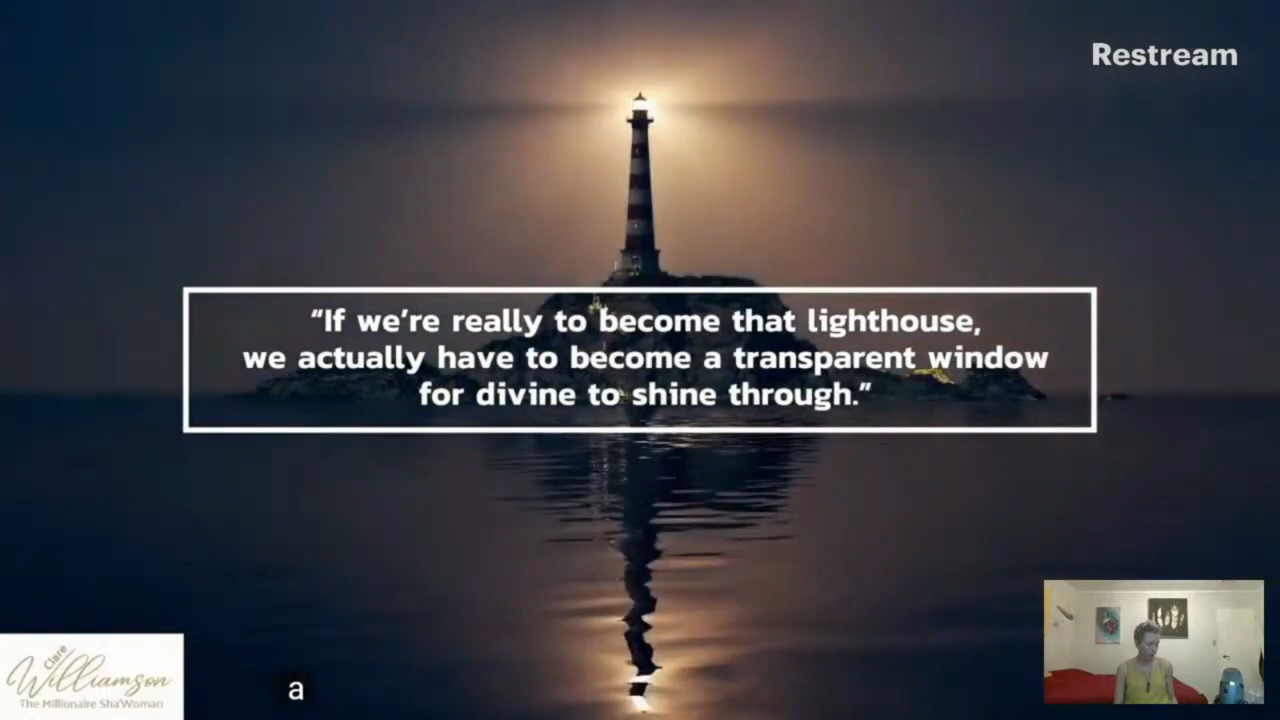 Restream
“If we’re really to become that lighthouse,
we actually have to become a transparent window
for divine to shine through.”
Clare
Williamson
The Millionaire Sha'Woman
a